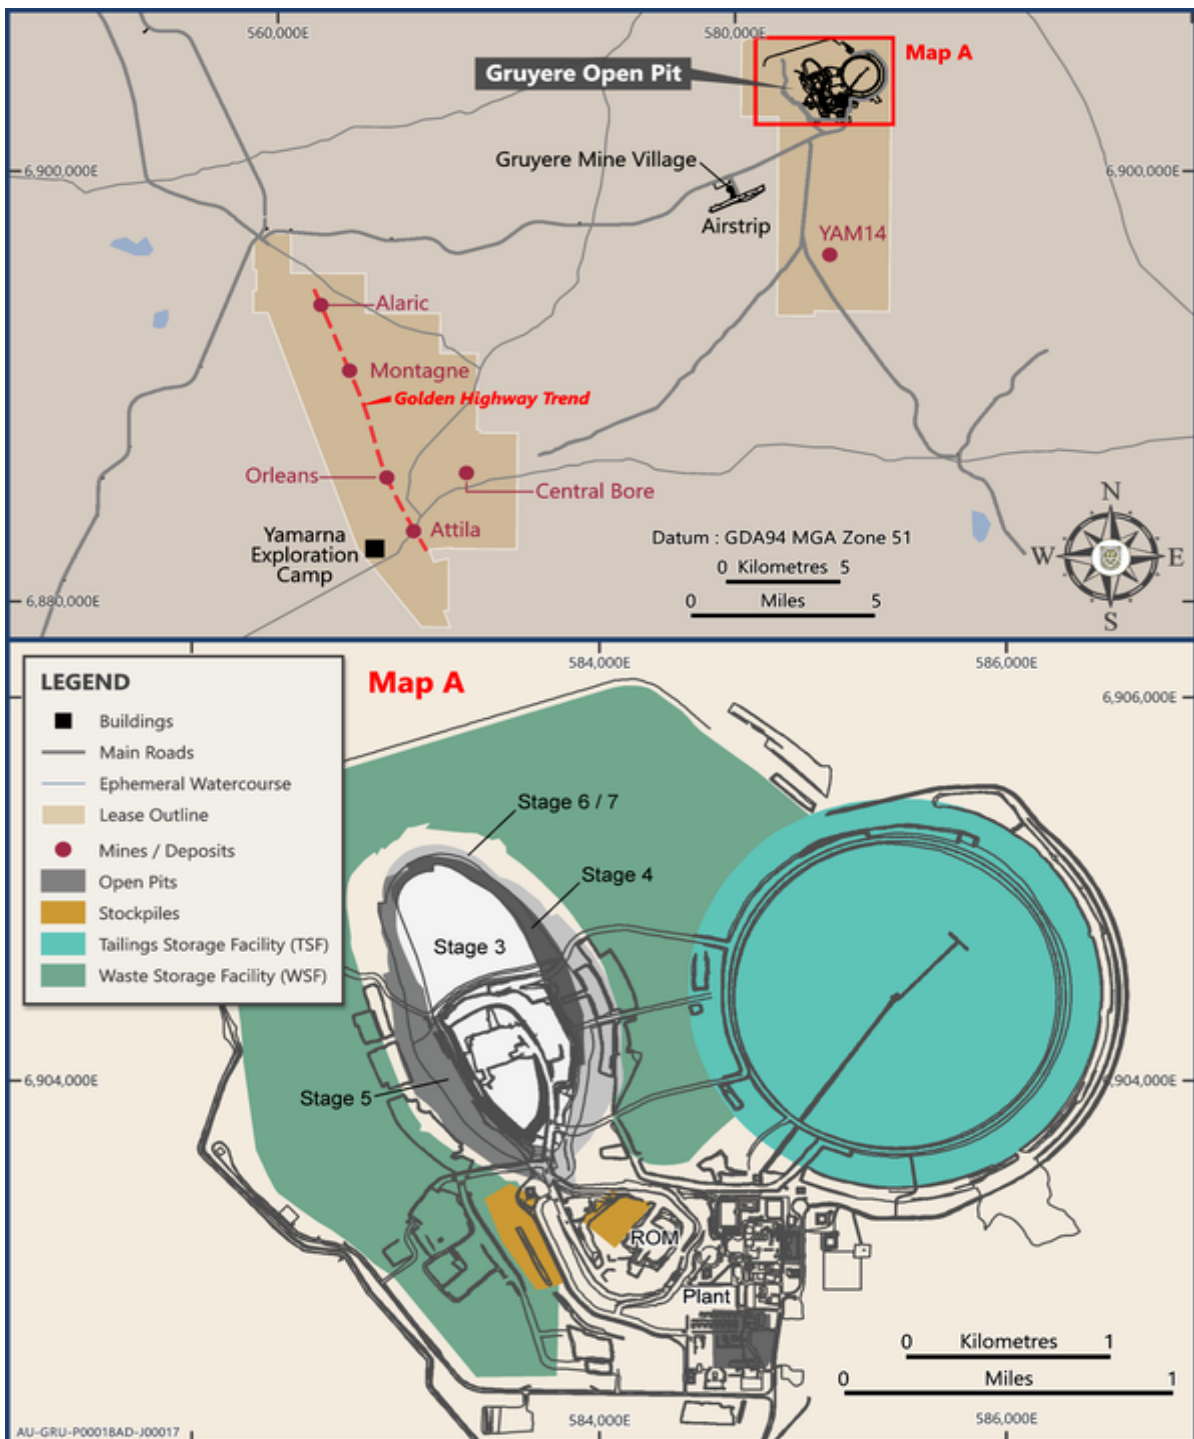 560,000E
580,000E
Map A
Gruyere Open Pit
Gruyere Mine Village
6,900,000E
6,900,000E
Airstrip
YAM14
Alaric
Montagne
Golden Highway Trend
Orleans
Central Bore
Attila
Yamarna
Exploration
Camp
Datum : GDA94 MGA Zone 51
0 Kilometres 5
0 Miles 5
N
W
E
S
6,880,000E
LEGEND
Buildings
Main Roads
Ephemeral Watercourse
Lease Outline
Mines / Deposits
Open Pits
Stockpiles
Tailings Storage Facility (TSF)
Waste Storage Facility (WSF)
Map A
584,000E
586,000E
6,906,000E
Stage 6 / 7
Stage 4
Stage 3
Stage 5
6,904,000E
6,904,000E
ROM
Plant
0 Kilometres 1
0 Miles 1
584,000E
586,000E
AU-GRU-P00018AD-J00017